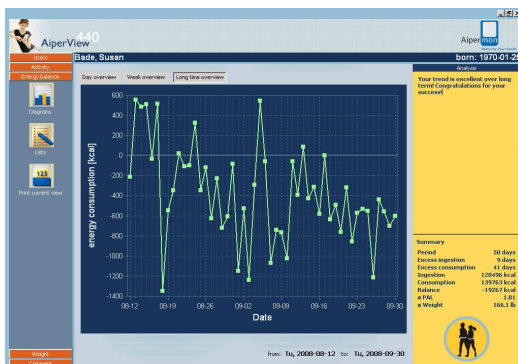 AiperView
440
Aipermon
Welcome Your Health
Bade, Susan
born: 1970-01-25
Users
Activity
Energy balance
Diagrams
Lists
123
Print current view
Weight
Comment
Day overview
Week overview
Long time overview
energy consumption [kcal]
600
400
200
0
-200
-400
-600
-800
-1000
-1200
-1400
08-12
08-19
08-26
09-02
09-09
09-16
09-23
09-30
Date
from: Tu, 2008-08-12 to: Tu, 2008-09-30
Analysis
Your trend is excellent over long
term! Congratulations for your
success!
Summary
Period 50 days
Excess ingestion 9 days
Excess consumption 41 days
Ingestion 120496 kcal
Consumption 139763 kcal
Balance -19267 kcal
ø PAL 1.81
ø Weight 166.1 lb